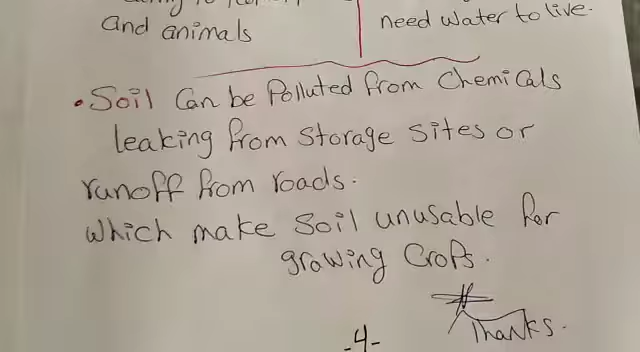 and animals
need water to live.
• Soil Can be Polluted from Chemicals
leaking from Storage sites or
runoff from roads.
which make Soil unusable for
growing Crops.
Thanks.
-4-